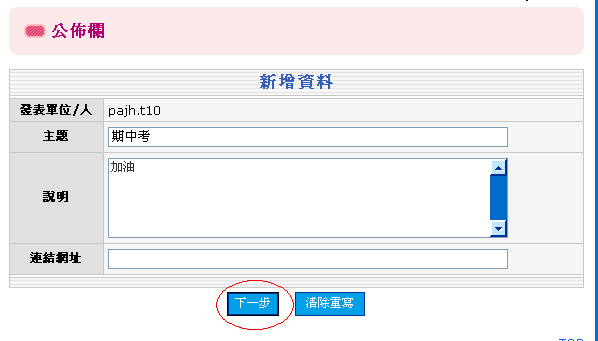 公佈欄
新增資料
發表單位/人 pajh.t10
主題 期中考
說明 加油
連結網址
下一步 清除重寫
TOP